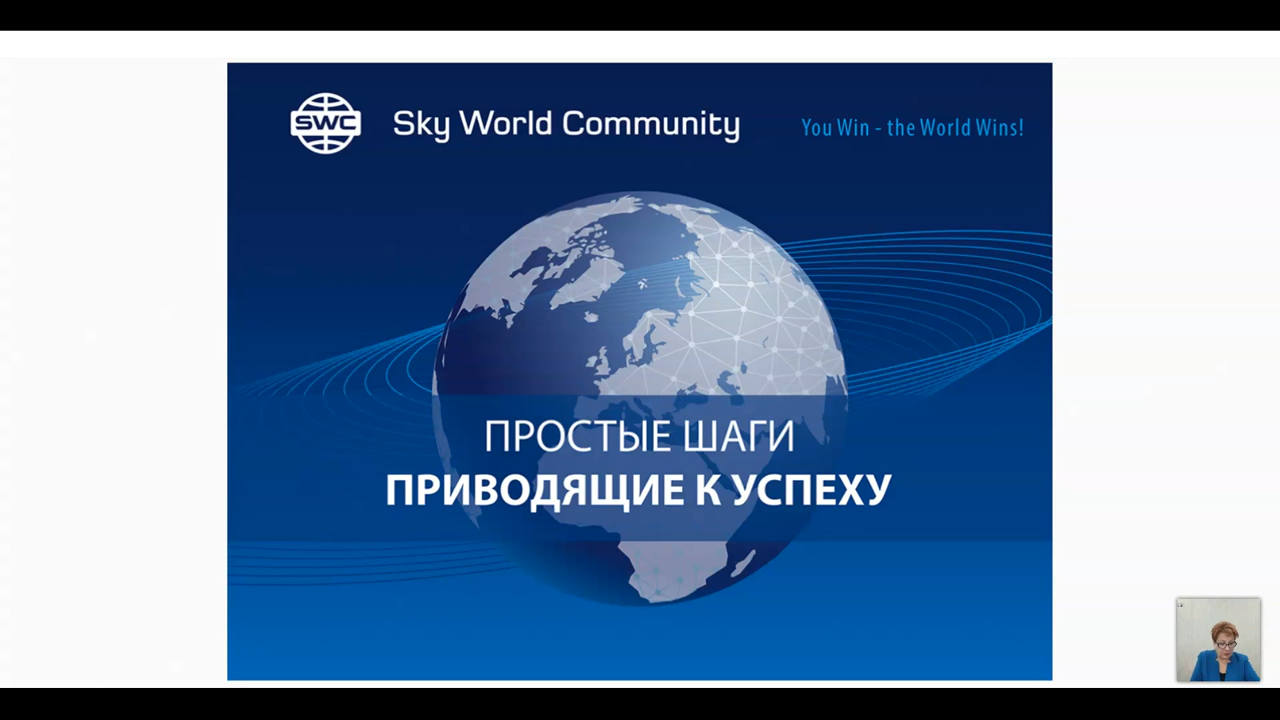 SWC
Sky World Community
You Win - the World Wins!
ПРОСТЫЕ ШАГИ
ПРИВОДЯЩИЕ К УСПЕХУ